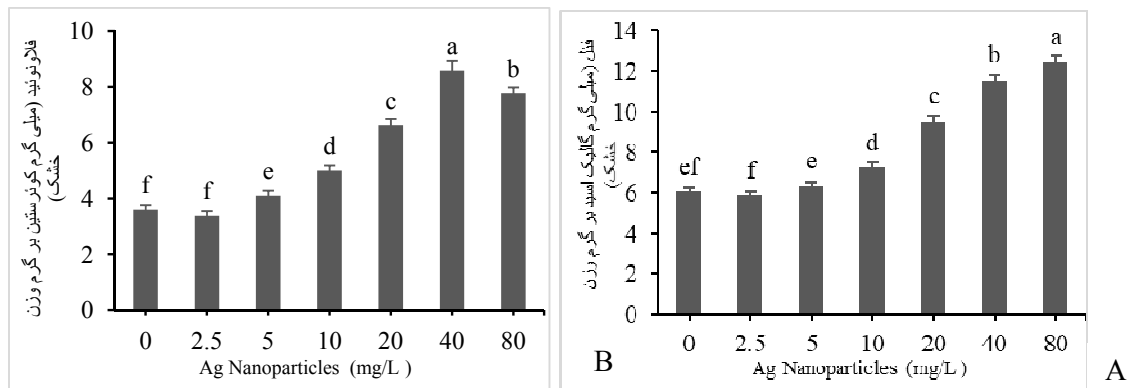 فلاونوئید (میلی گرم کوئرستین بر گرم وزن
خشک)
10
8
6
4
2
0
f
f
e
d
c
a
b
0 2.5 5 10 20 40 80
Ag Nanoparticles (mg/L )
B
فنل (میلی گرم گالیک اسید بر گرم وزن
خشک)
14
12
10
8
6
4
2
0
ef
f
e
d
c
b
a
0 2.5 5 10 20 40 80
Ag Nanoparticles (mg/L )
A